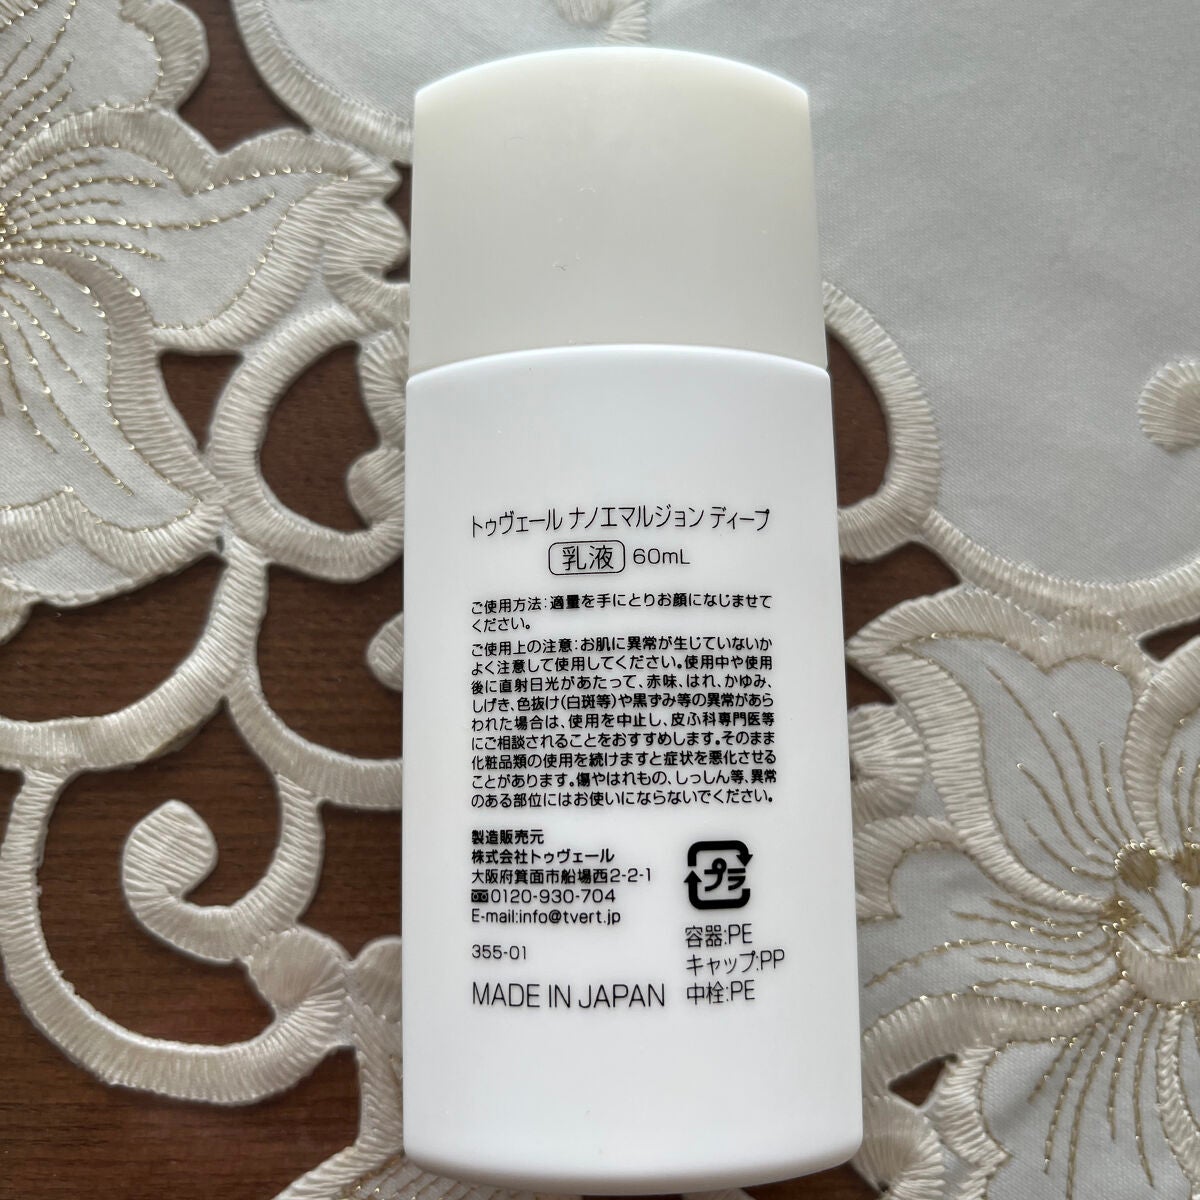 トゥヴェール ナノエマルジョン ディープ
乳液 60mL
ご使用方法:適量を手にとりお顔になじませて
ください。
ご使用上の注意:お肌に異常が生じていないか
よく注意して使用してください。使用中や使用
後に直射日光があたって、赤味、はれ、かゆみ、
しげき、色抜け(白斑等)や黒ずみ等の異常があら
われた場合は、使用を中止し、皮ふ科専門医等
にご相談されることをおすすめします。そのまま
化粧品類の使用を続けますと症状を悪化させる
ことがあります。傷やはれもの、しっしん等、異常
のある部位にはお使いにならないでください。
製造販売元
株式会社トゥヴェール
大阪府箕面市船場西2-2-1
0120-930-704
E-mail:info@tvert.jp
355-01
MADE IN JAPAN
プラ
容器:PE
キャップ:PP
中栓:PE